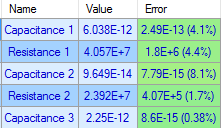 Name Value Error
Capacitance 1 6.038E-12 2.49E-13 (4.1%)
Resistance 1 4.057E+7 1.8E+6 (4.4%)
Capacitance 2 9.649E-14 7.79E-15 (8.1%)
Resistance 2 2.392E+7 4.07E+5 (1.7%)
Capacitance 3 2.25E-12 8.6E-15 (0.38%)